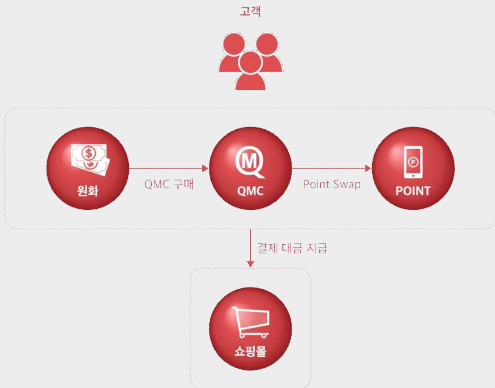 고객
원화
QMC 구매
QMC
Point Swap
POINT
결제 대금 지급
쇼핑몰